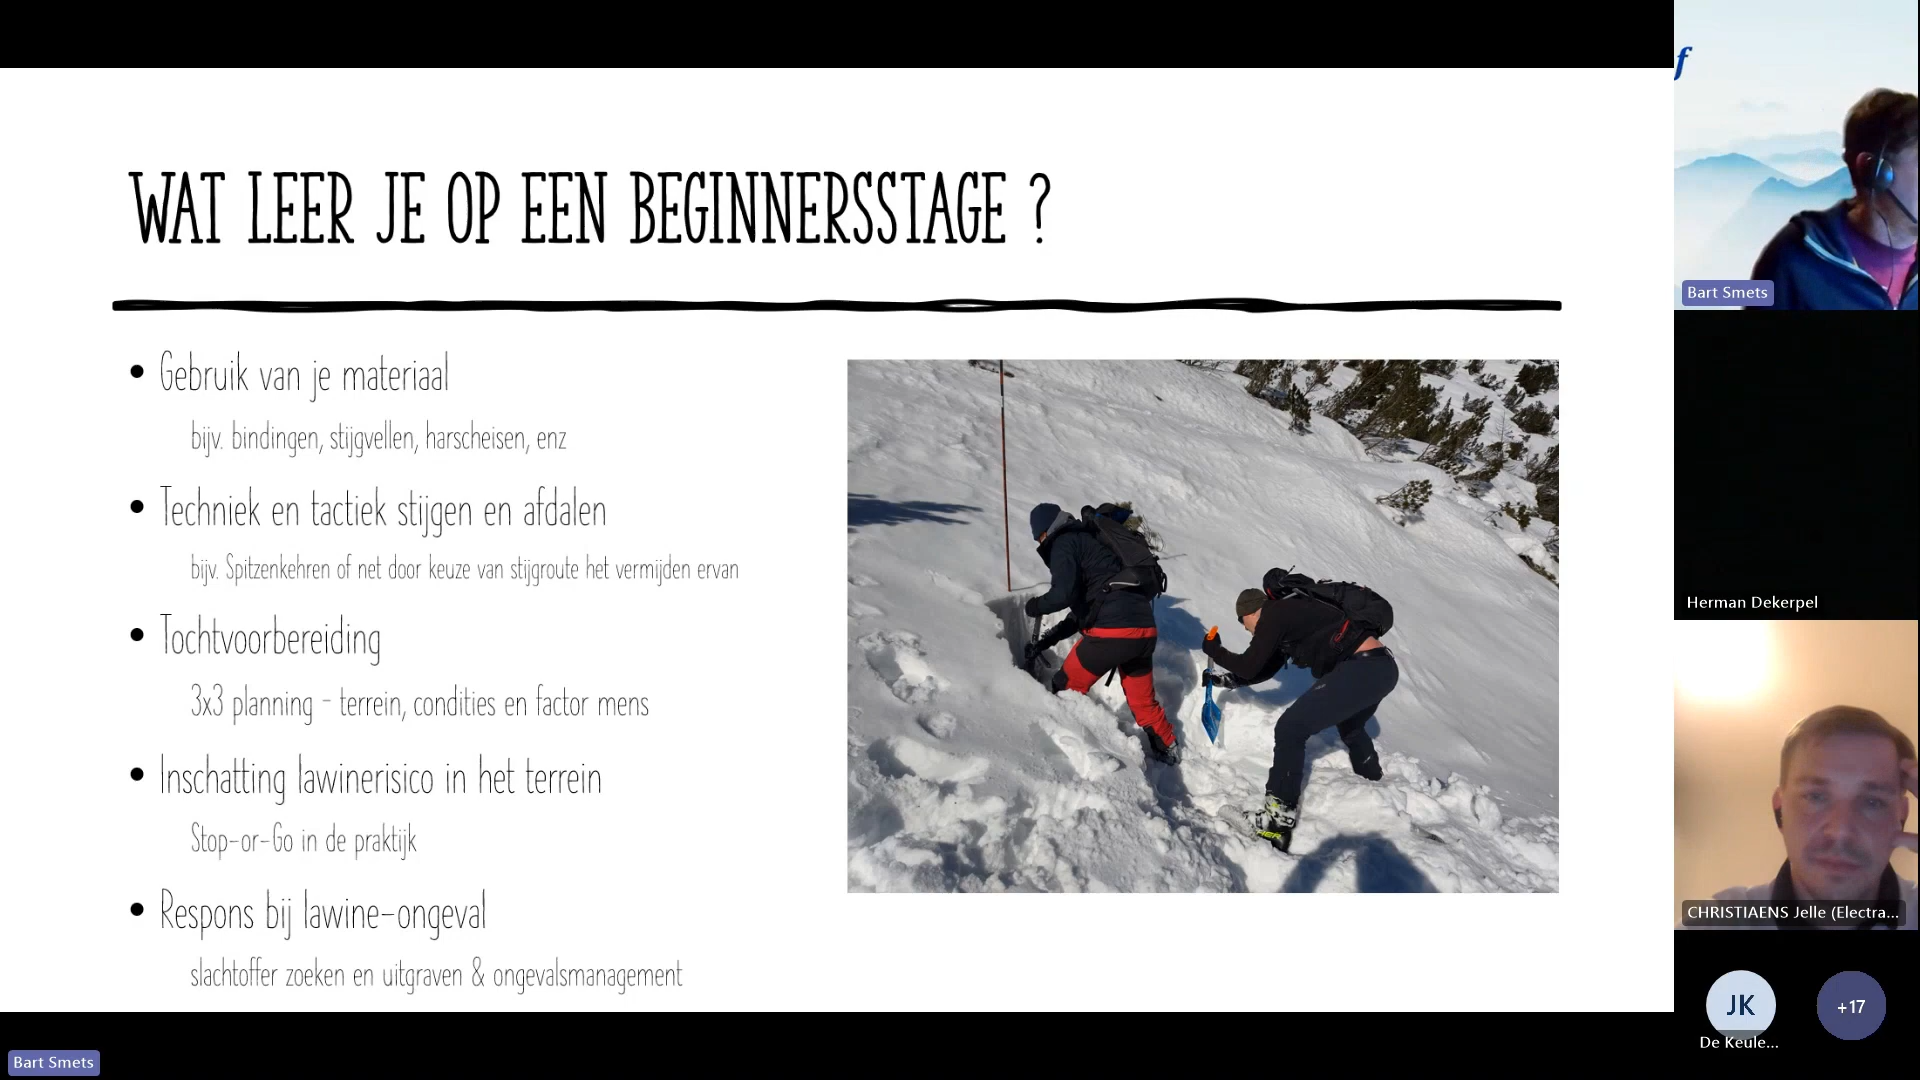 WAT LEER JE OP EEN BEGINNERSSTAGE ?
• Gebruik van je materiaal
bijv. bindingen, stijgvellen, harscheisen, enz
• Techniek en tactiek stijgen en afdalen
bijv. Spitzenkehren of net door keuze van stijgroute het vermijden ervan
• Tochtvoorbereiding
3x3 planning - terrein, condities en factor mens
• Inschatting lawinerisico in het terrein
Stop-or-Go in de praktijk
• Respons bij lawine-ongeval
slachtoffer zoeken en uitgraven & ongevalsmanagement
f
Bart Smets
Herman Dekerpel
CHRISTIAENS Jelle (Electra...
JK
+17
De Keule...
Bart Smets